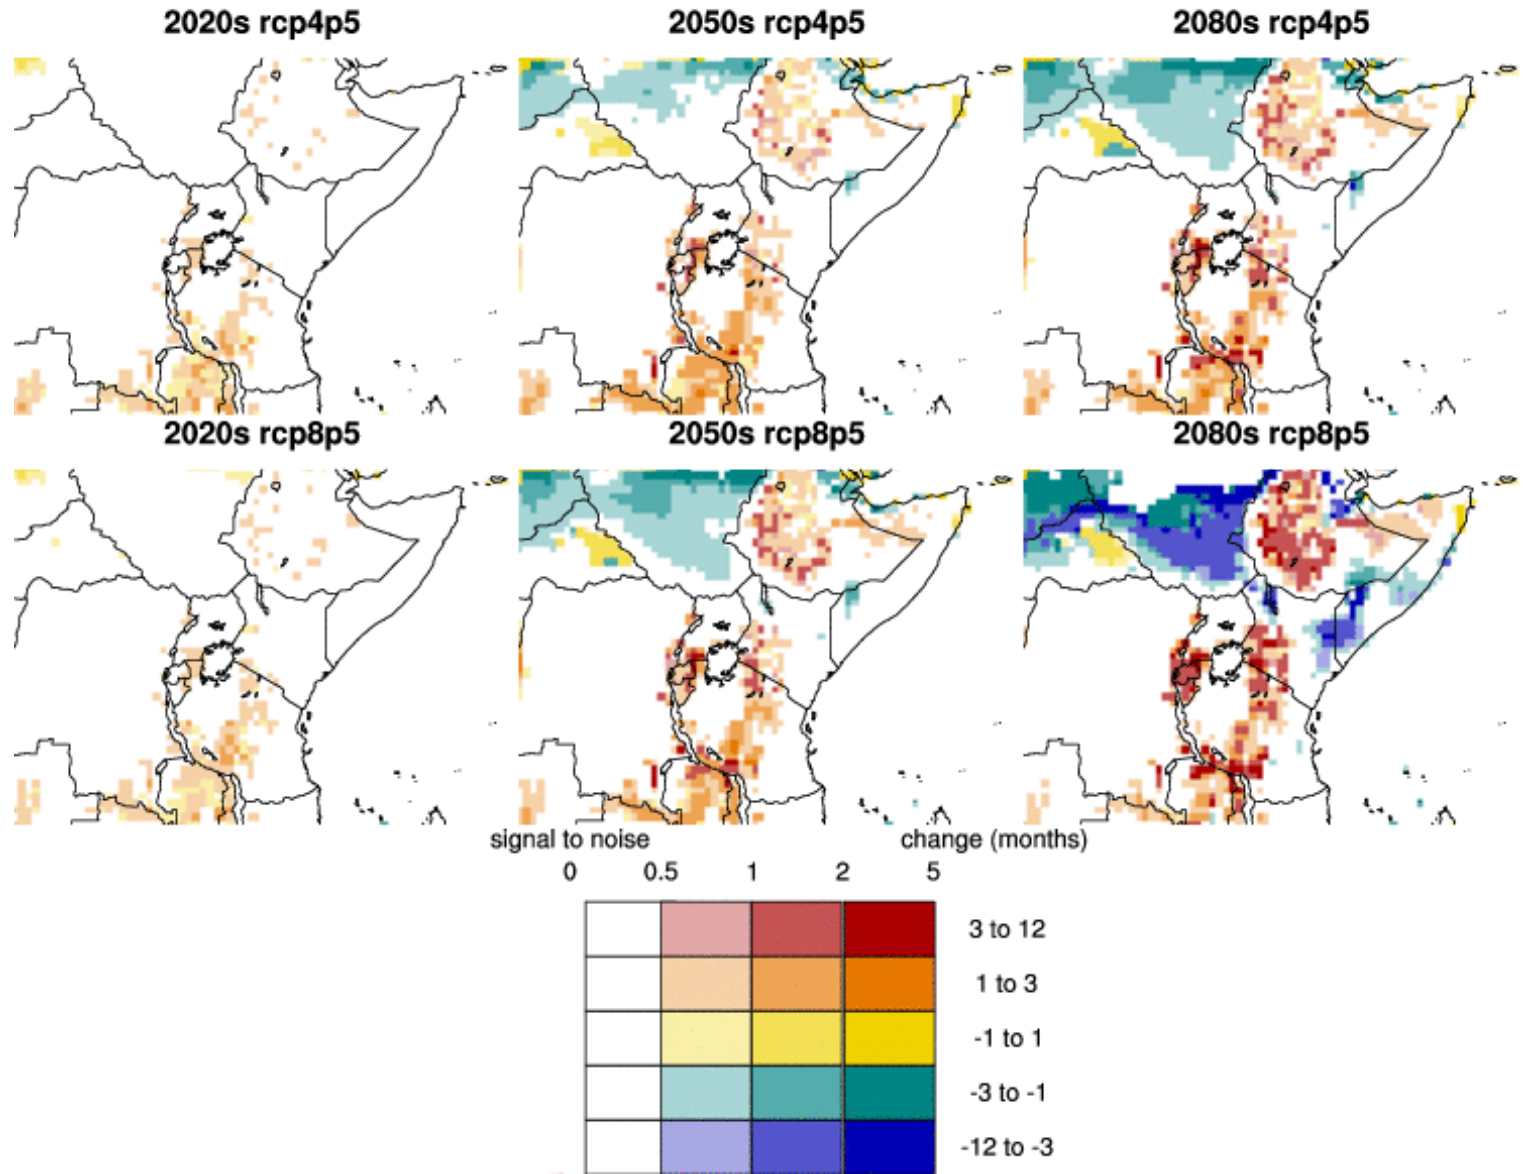 2020s rcp4p5 2050s rcp4p5 2080s rcp4p5
2020s rcp8p5 2050s rcp8p5 2080s rcp8p5
signal to noise change (months)
0 0.5 1 2 5
3 to 12
1 to 3
-1 to 1
-3 to -1
-12 to -3